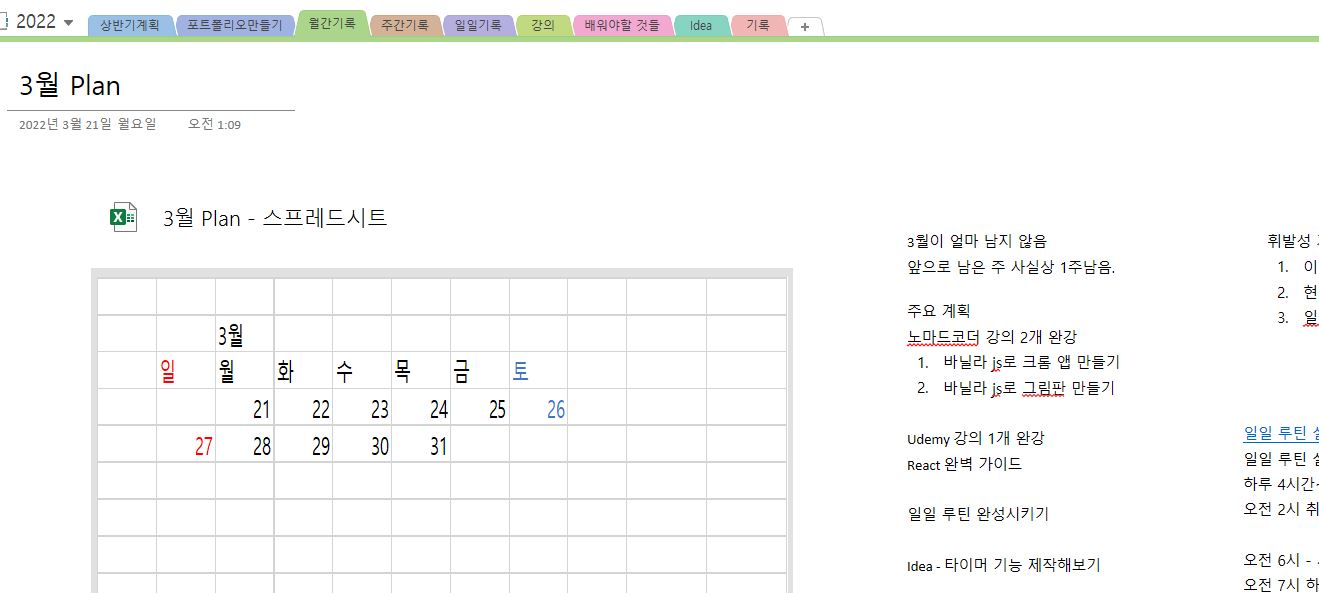 2022
상반기계획 포트폴리오만들기 월간기록 주간기록 일일기록 강의 배워야할 것들 Idea 기록 +
3월 Plan
2022년 3월 21일 월요일 오전 1:09
3월 Plan - 스프레드시트
3월
일 월 화 수 목 금 토
21 22 23 24 25 26
27 28 29 30 31
3월이 얼마 남지 않음
앞으로 남은 주 사실상 1주남음.
주요 계획
노마드코더 강의 2개 완강
1. 바닐라 js로 크롬 앱 만들기
2. 바닐라 js로 그림판 만들기
Udemy 강의 1개 완강
React 완벽 가이드
일일 루틴 완성시키기
Idea - 타이머 기능 제작해보기
휘발성
1. 이
2. 현
3. 일
일일 루틴
일일 루틴
하루 4시간
오전 2시 취
오전 6시 -
오전 7시 하